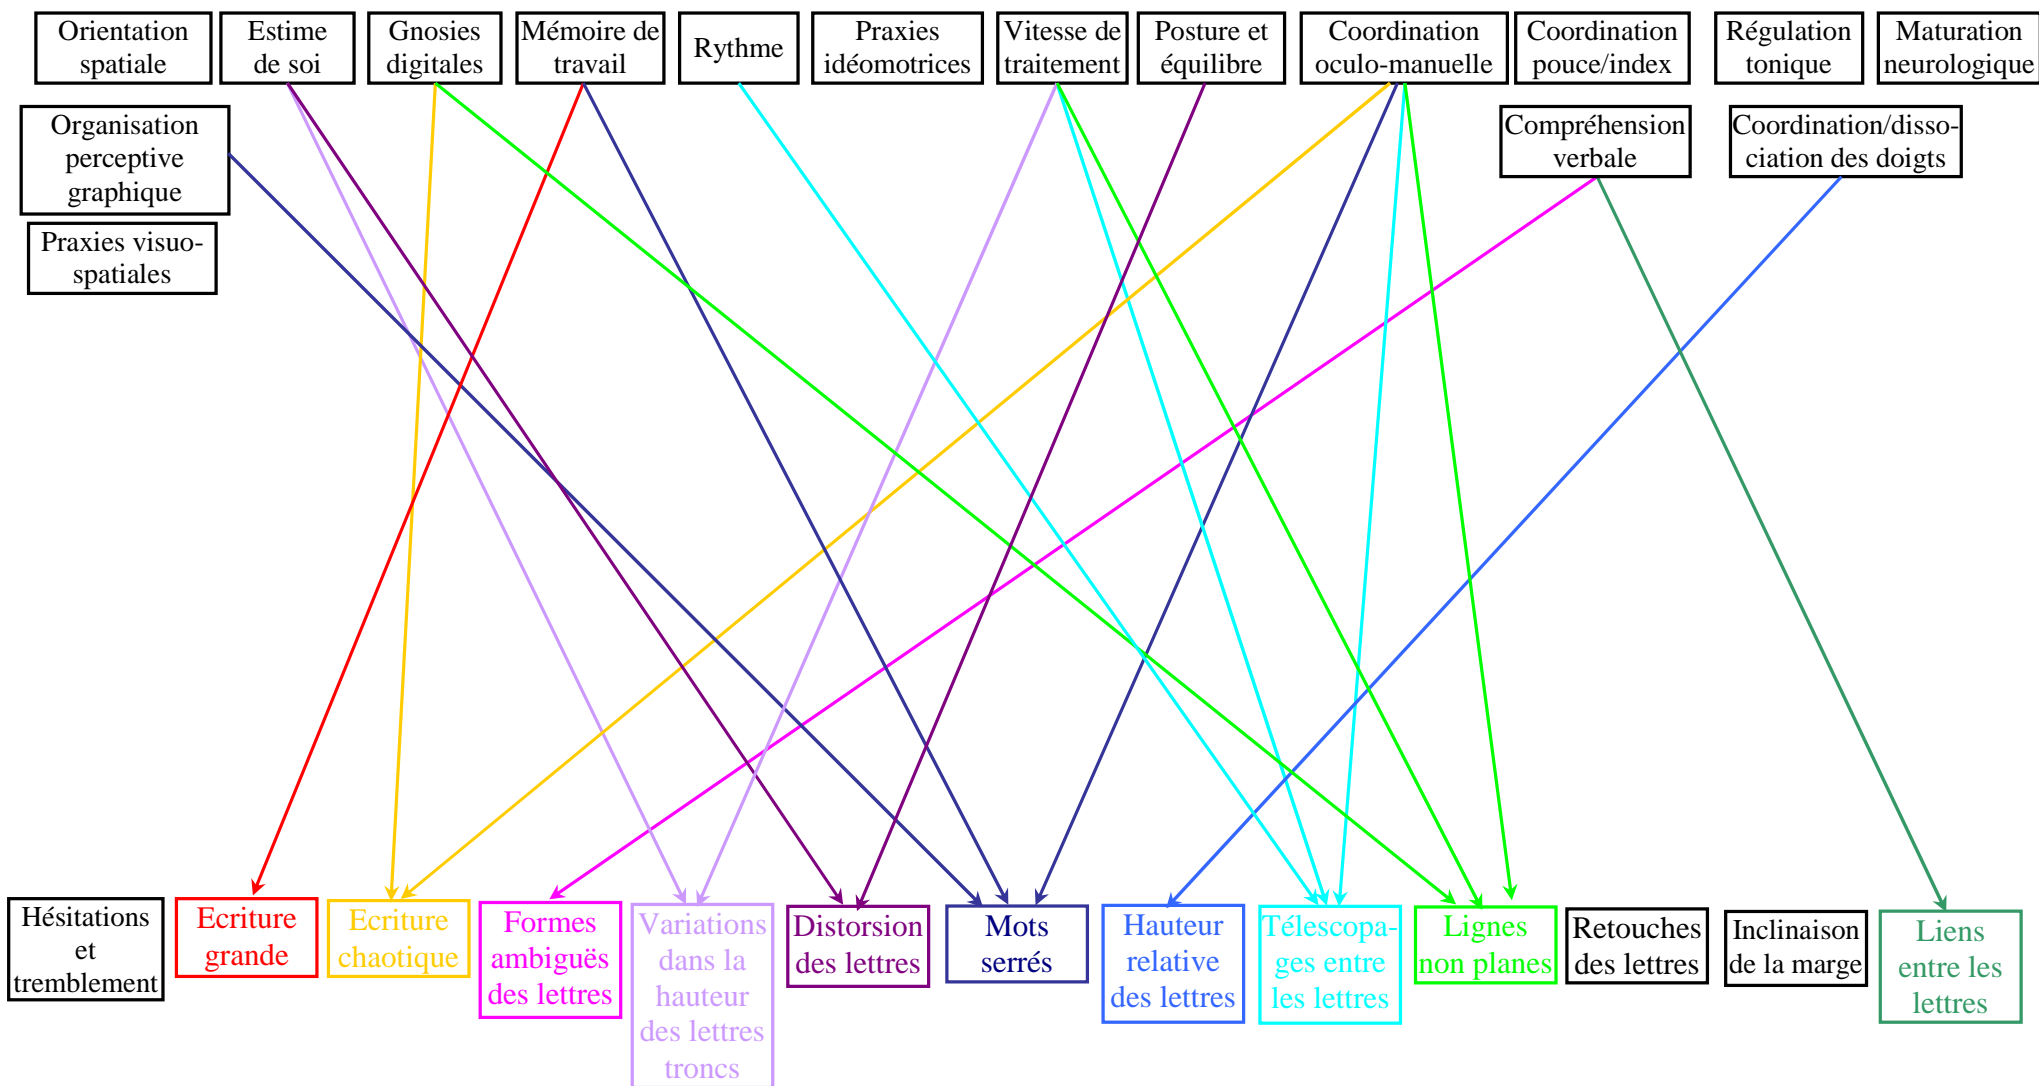 Orientation
spatiale
Estime
de soi
Gnosies
digitales
Mémoire de
travail
Rythme
Praxies
idéomotrices
Vitesse de
traitement
Posture et
équilibre
Coordination
oculo-manuelle
Coordination
pouce/index
Régulation
tonique
Maturation
neurologique
Organisation
perceptive
graphique
Compréhension
verbale
Coordination/disso-
ciation des doigts
Praxies visuo-
spatiales
Hésitations
et
tremblement
Ecriture
grande
Ecriture
chaotique
Formes
ambiguës
des lettres
Variations
dans la
hauteur
des lettres
troncs
Distorsion
des lettres
Mots
serrés
Hauteur
relative
des lettres
Télescopa-
ges entre
les lettres
Lignes
non planes
Retouches
des lettres
Inclinaison
de la marge
Liens
entre les
lettres